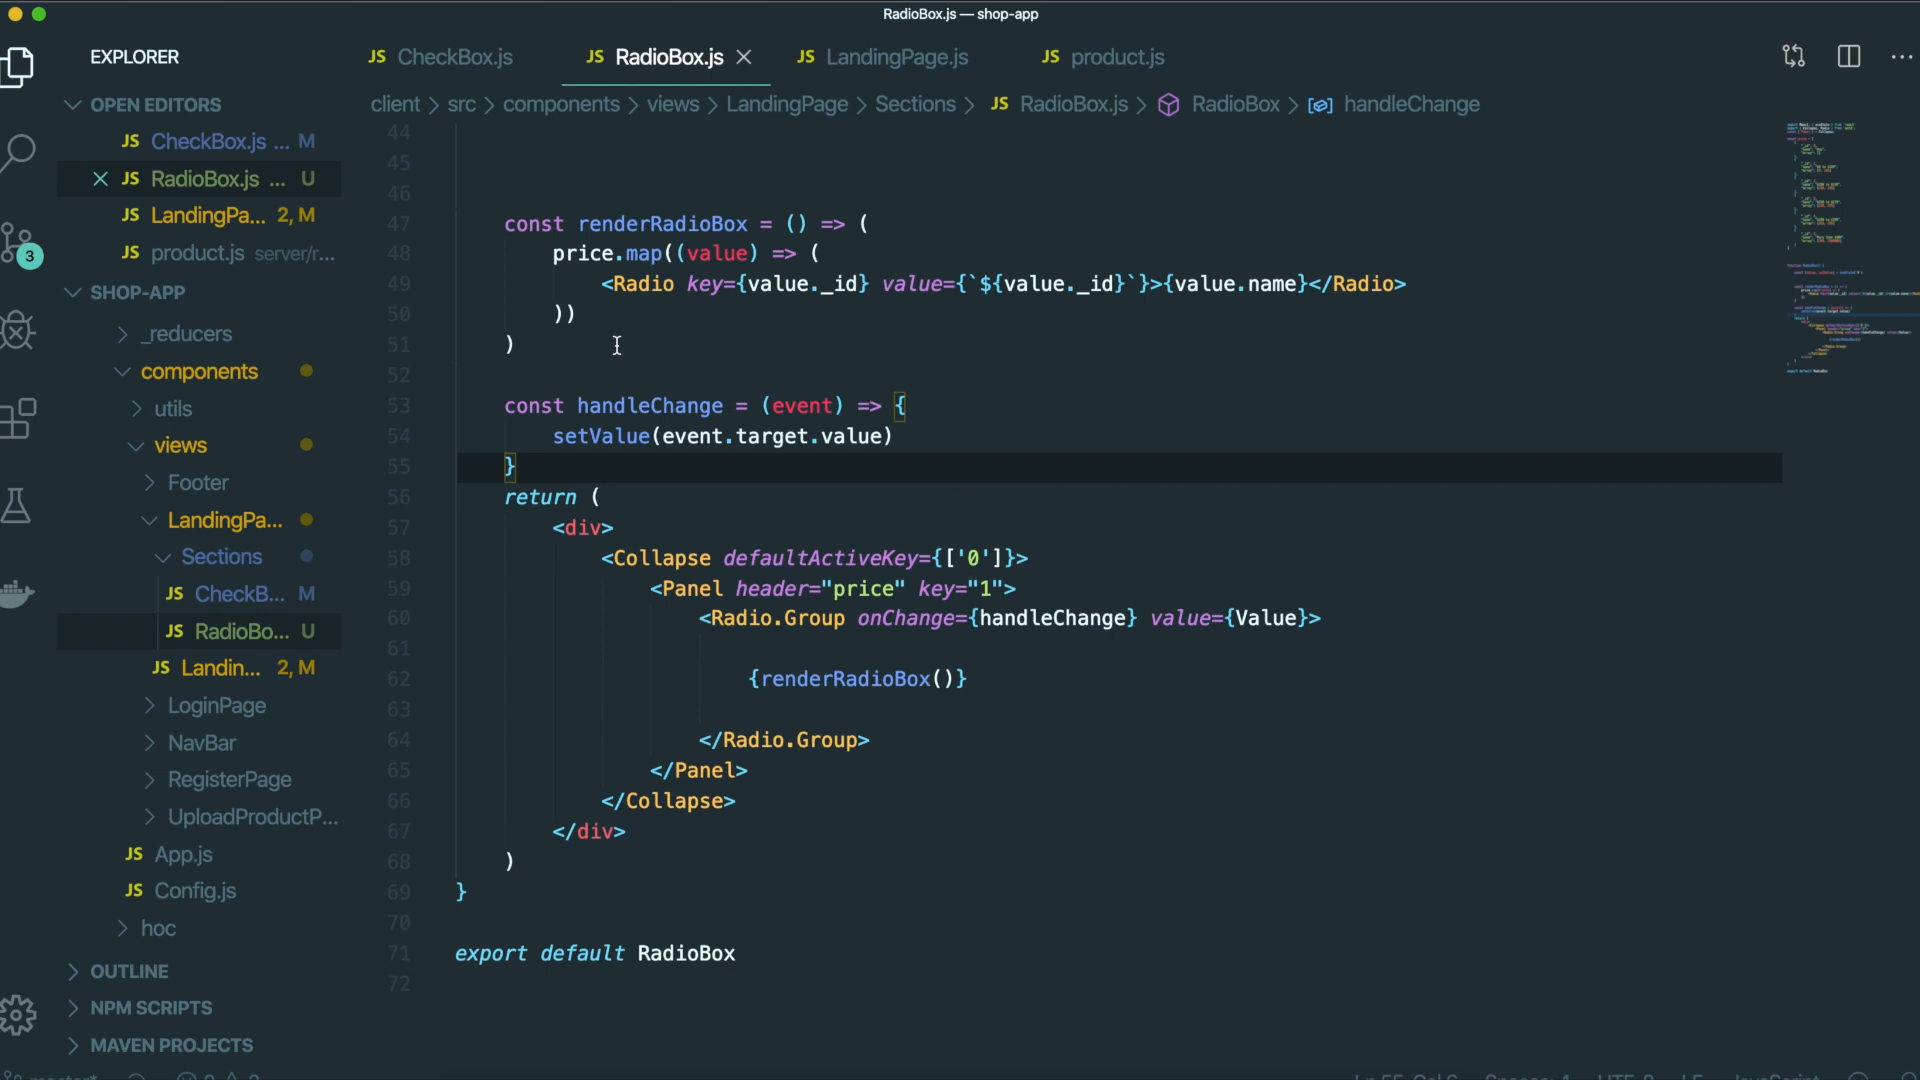 RadioBox.js — shop-app
EXPLORER
JS CheckBox.js
JS RadioBox.js
JS LandingPage.js
JS product.js
client > src > components > views > LandingPage > Sections > JS RadioBox.js > RadioBox > handleChange
OPEN EDITORS
JS CheckBox.js ... M
JS RadioBox.js ... U
JS LandingPa... 2, M
JS product.js server/r...
3
SHOP-APP
_reducers
components
utils
views
Footer
LandingPa...
Sections
JS CheckB... M
JS RadioBo... U
JS Landin... 2, M
LoginPage
NavBar
RegisterPage
UploadProductP...
JS App.js
JS Config.js
hoc
OUTLINE
NPM SCRIPTS
MAVEN PROJECTS
44
45
46
47 const renderRadioBox = () => (
48 price.map((value) => (
49 <Radio key={value._id} value={`${value._id}`}>{value.name}</Radio>
50 ))
51 )
52
53 const handleChange = (event) => {
54 setValue(event.target.value)
55 }
56 return (
57 <div>
58 <Collapse defaultActiveKey={['0']}>
59 <Panel header="price" key="1">
60 <Radio.Group onChange={handleChange} value={Value}>
61
62 {renderRadioBox()}
63
64 </Radio.Group>
65 </Panel>
66 </Collapse>
67 </div>
68 )
69 }
70
71 export default RadioBox
72